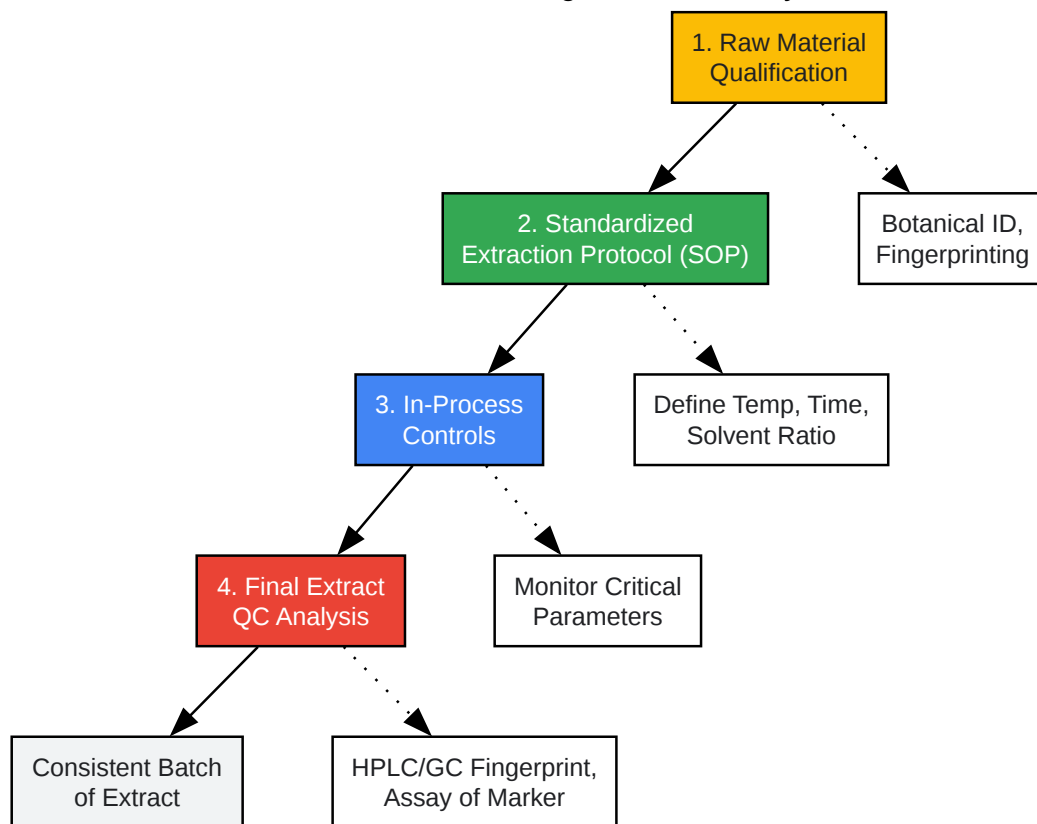 1. Raw Material
Qualification
2. Standardized
Extraction Protocol (SOP)
Botanical ID,
Fingerprinting
3. In-Process
Controls
Define Temp, Time,
Solvent Ratio
4. Final Extract
QC Analysis
Monitor Critical
Parameters
Consistent Batch
of Extract
HPLC/GC Fingerprint,
Assay of Marker